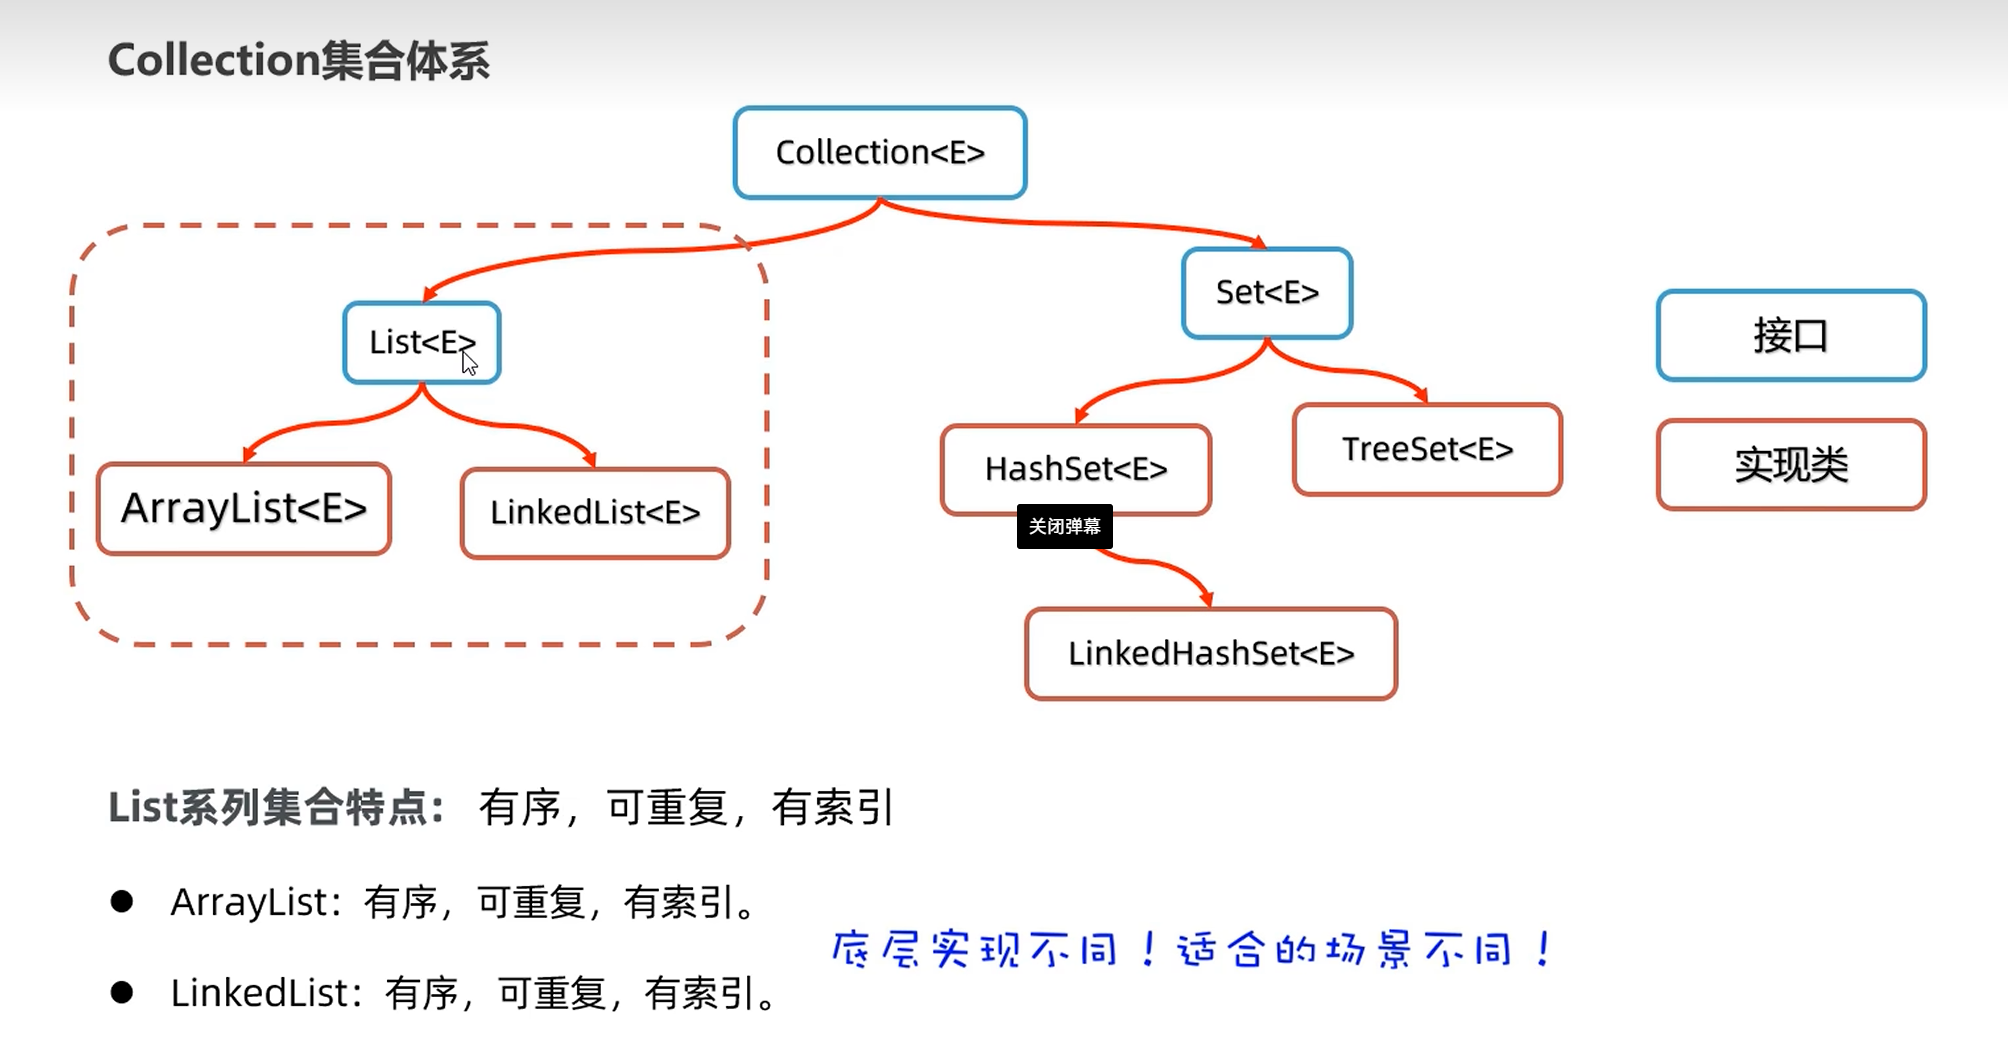 Collection集合体系
Collection<E>
List<E>
Set<E>
接口
ArrayList<E>
LinkedList<E>
HashSet<E>
TreeSet<E>
实现类
关闭弹幕
LinkedHashSet<E>
List系列集合特点： 有序，可重复，有索引
● ArrayList：有序，可重复，有索引。
底层实现不同！适合的场景不同！
● LinkedList：有序，可重复，有索引。